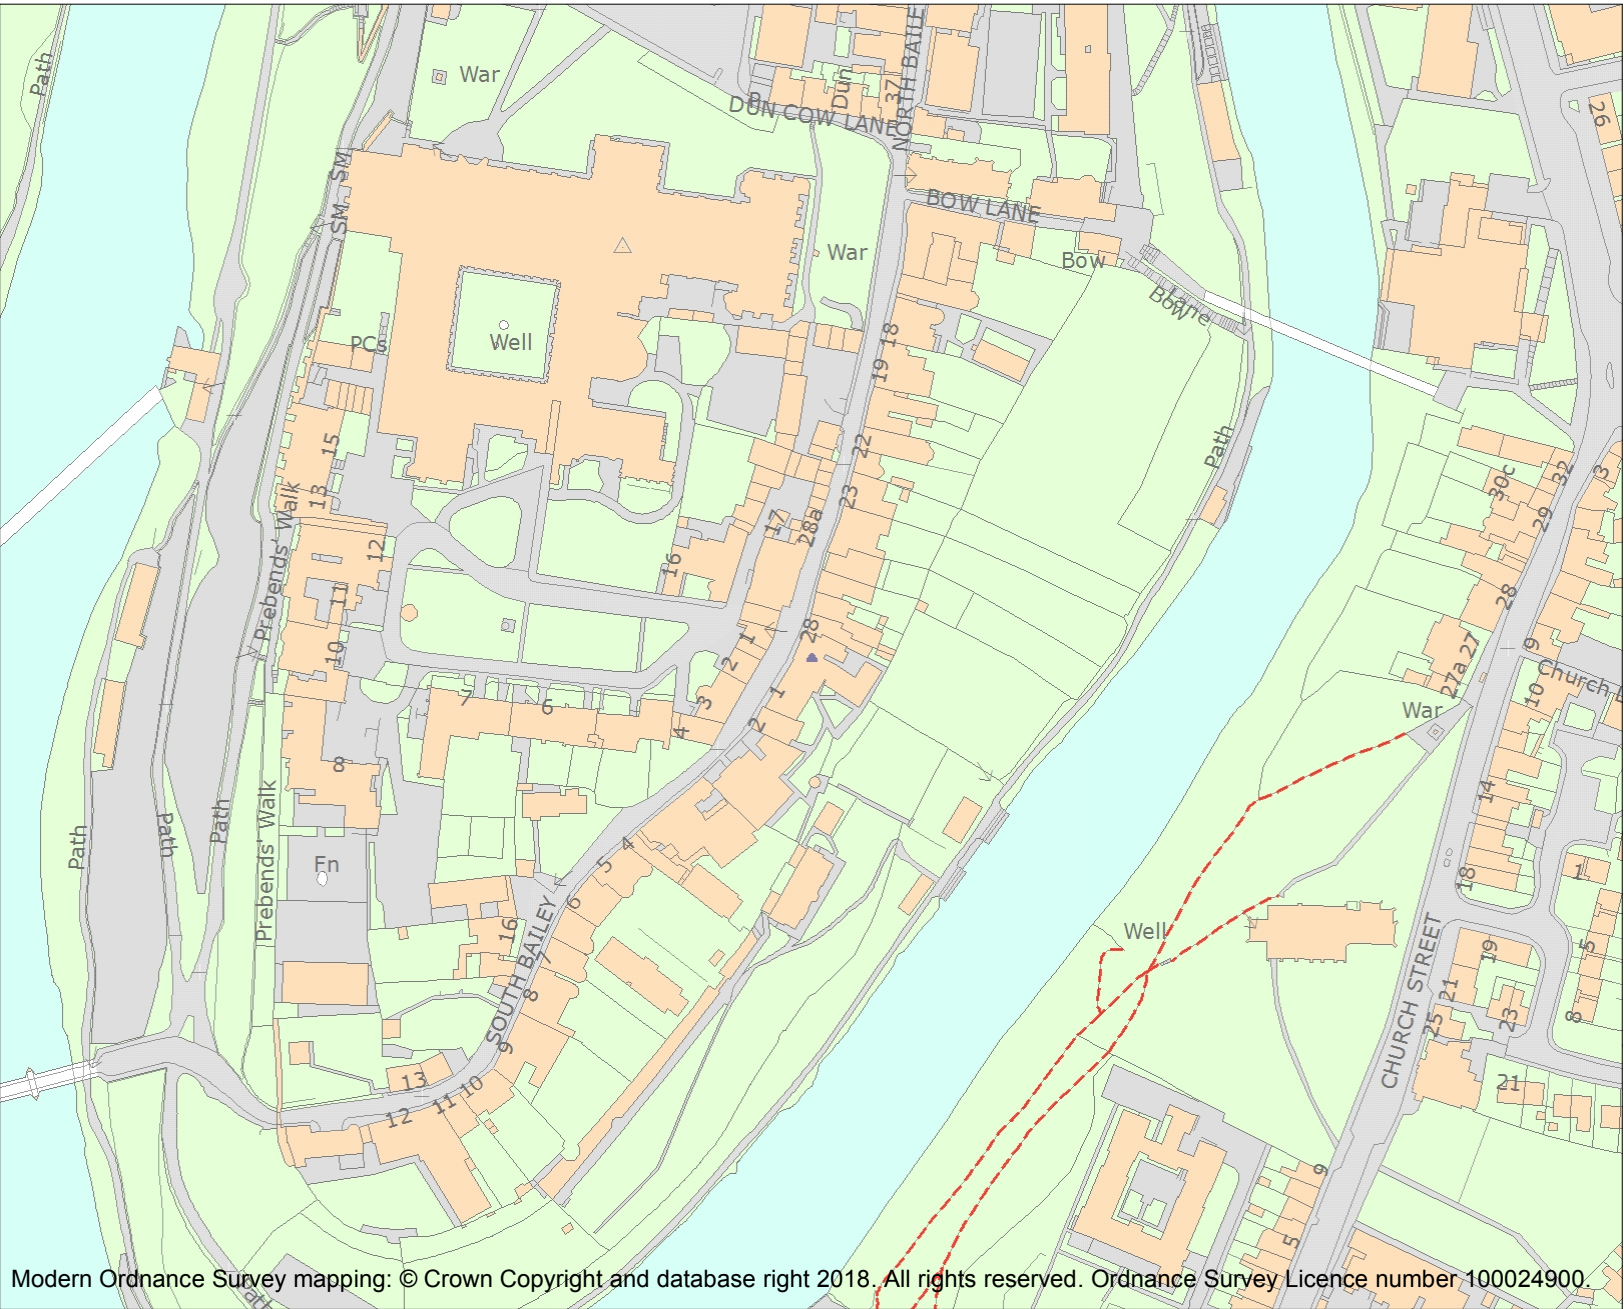 Path
War
Dun
37
NORTH BAILE
DUN COW LANE
26
SM
SM
BOW LANE
War
Bow
Bow
Lane
PCs
Well
18
19
22
23
15
13
Path
30c
32
3
29
17
28a
Prebends' Walk
12
16
11
28
28
10
1
2
27
27a
9
Church
10
7
6
3
4
1
2
War
8
Prebends' Walk
14
Path
Path
Path
Fn
4
5
6
18
1
16
Well
19
5
SOUTH BAILEY
7
8
9
21
25
23
8
CHURCH STREET
13
12
11
10
21
9
5
Path
Modern Ordnance Survey mapping: © Crown Copyright and database right 2018. All rights reserved. Ordnance Survey Licence number 100024900.